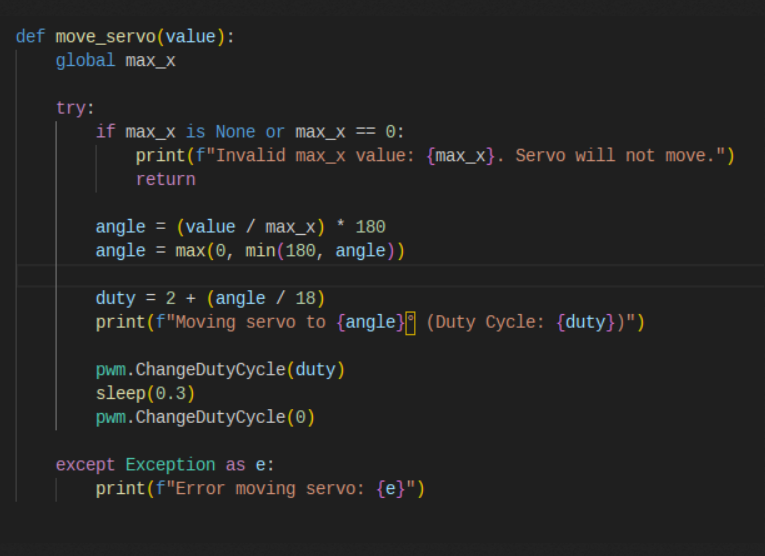 def move_servo(value):
    global max_x

    try:
        if max_x is None or max_x == 0:
            print(f"Invalid max_x value: {max_x}. Servo will not move.")
            return

        angle = (value / max_x) * 180
        angle = max(0, min(180, angle))

        duty = 2 + (angle / 18)
        print(f"Moving servo to {angle}° (Duty Cycle: {duty})")

        pwm.ChangeDutyCycle(duty)
        sleep(0.3)
        pwm.ChangeDutyCycle(0)

    except Exception as e:
        print(f"Error moving servo: {e}")